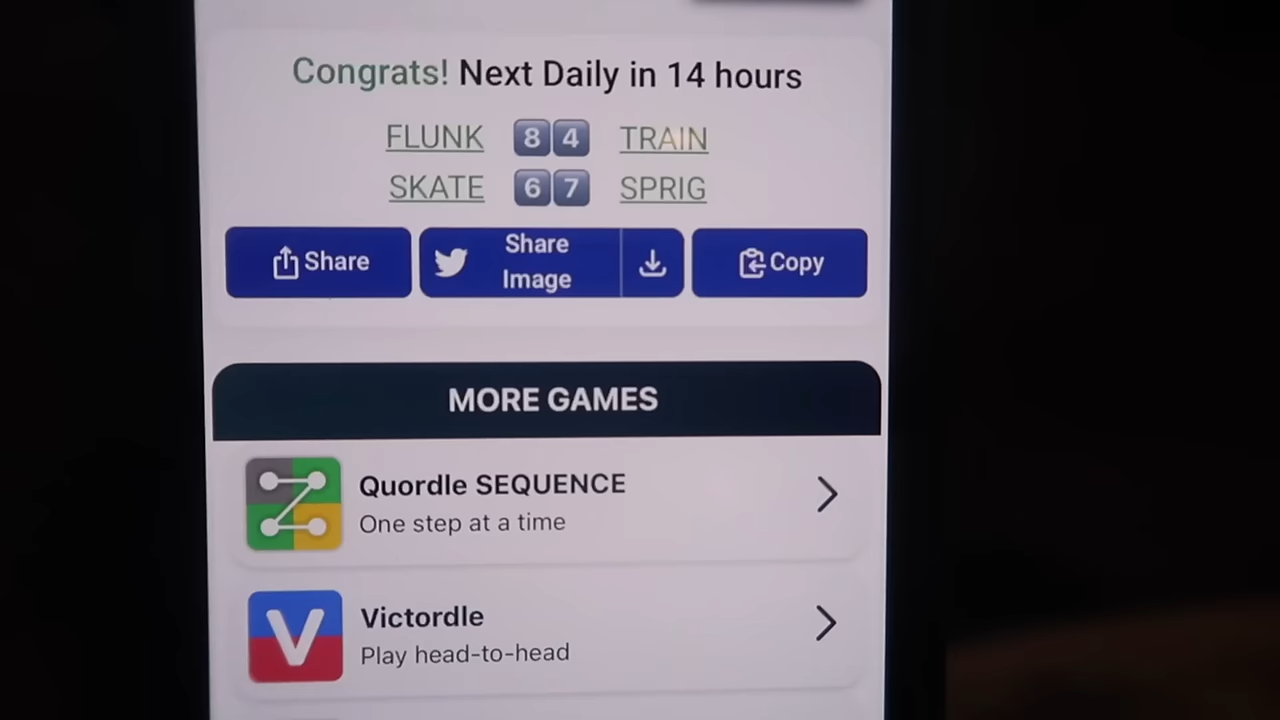 Congrats! Next Daily in 14 hours
FLUNK 8 4 TRAIN
SKATE 6 7 SPRIG
Share
Share
Image
Copy
MORE GAMES
Quordle SEQUENCE
One step at a time
V
Victordle
Play head-to-head